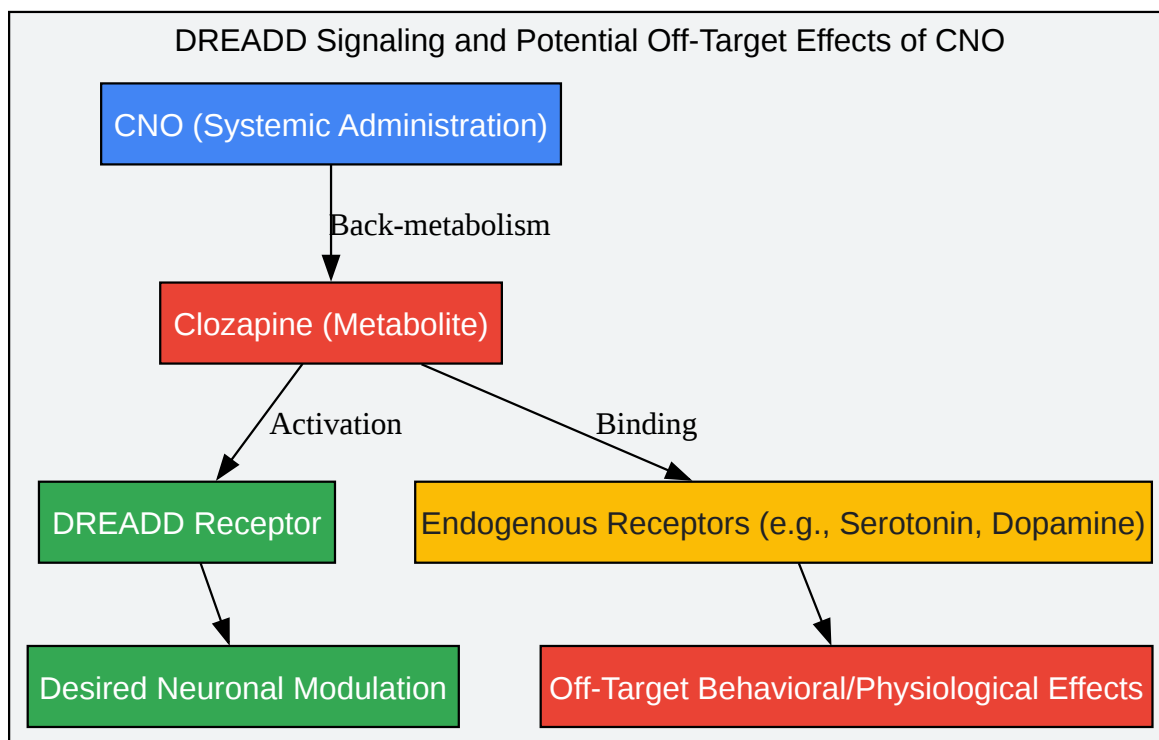 DREADD Signaling and Potential Off-Target Effects of CNO
CNO (Systemic Administration)
Back-metabolism
Clozapine (Metabolite)
Activation
Binding
DREADD Receptor
Endogenous Receptors (e.g., Serotonin, Dopamine)
Desired Neuronal Modulation
Off-Target Behavioral/Physiological Effects